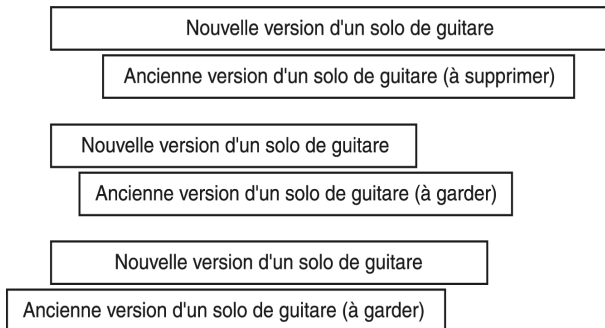 Nouvelle version d'un solo de guitare
Ancienne version d'un solo de guitare (à supprimer)
Nouvelle version d'un solo de guitare
Ancienne version d'un solo de guitare (à garder)
Nouvelle version d'un solo de guitare
Ancienne version d'un solo de guitare (à garder)